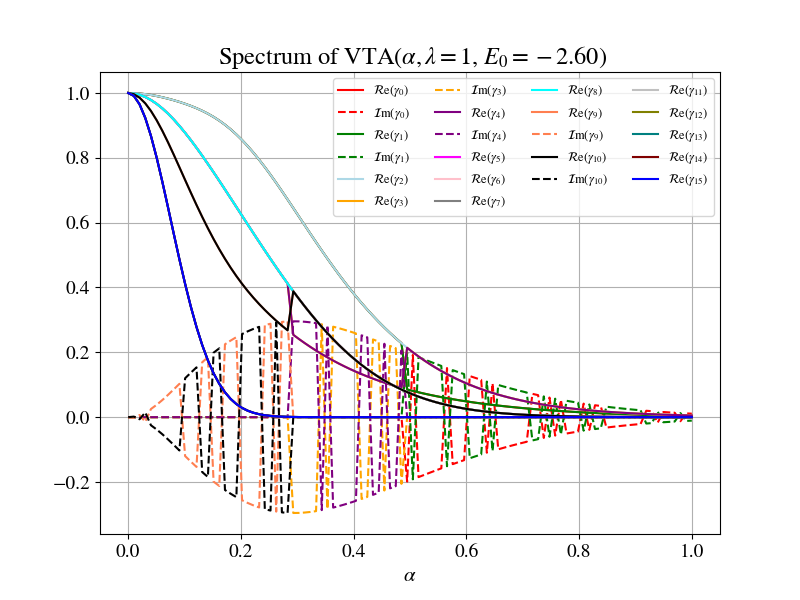 Spectrum of VTA(α, λ = 1, E₀ = −2.60)
ℛe(γ₀) ℐm(γ₃) ℛe(γ₈) ℛe(γ₁₁)
ℐm(γ₀) ℛe(γ₄) ℛe(γ₉) ℛe(γ₁₂)
ℛe(γ₁) ℐm(γ₄) ℐm(γ₉) ℛe(γ₁₃)
ℐm(γ₁) ℛe(γ₅) ℛe(γ₁₀) ℛe(γ₁₄)
ℛe(γ₂) ℛe(γ₆) ℐm(γ₁₀) ℛe(γ₁₅)
ℛe(γ₃) ℛe(γ₇)
1.0
0.8
0.6
0.4
0.2
0.0
−0.2
0.0 0.2 0.4 0.6 0.8 1.0
α